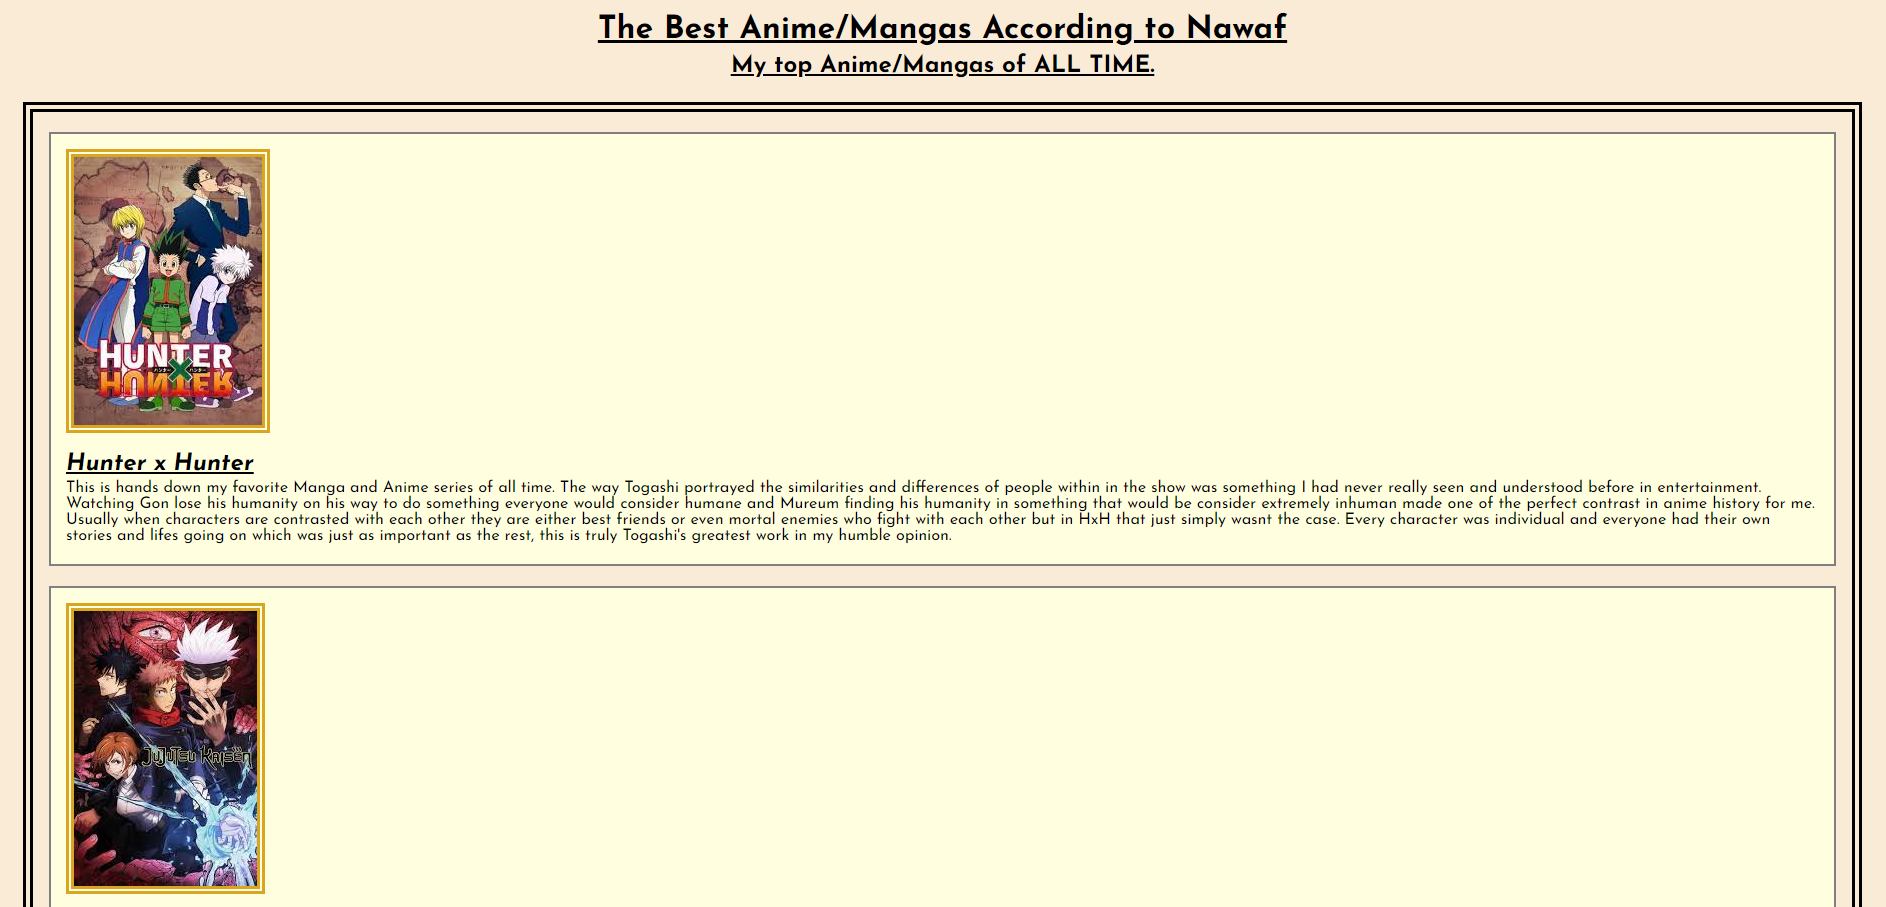 The Best Anime/Mangas According to Nawaf
My top Anime/Mangas of ALL TIME.
HUNTER
ハンター×ハンター
HUNTER
Hunter x Hunter
This is hands down my favorite Manga and Anime series of all time. The way Togashi portrayed the similarities and differences of people within in the show was something I had never really seen and understood before in entertainment.
Watching Gon lose his humanity on his way to do something everyone would consider humane and Mureum finding his humanity in something that would be consider extremely inhuman made one of the perfect contrast in anime history for me.
Usually when characters are contrasted with each other they are either best friends or even mortal enemies who fight with each other but in HxH that just simply wasnt the case. Every character was individual and everyone had their own
stories and lifes going on which was just as important as the rest, this is truly Togashi's greatest work in my humble opinion.
JUJUTSU KAISEN